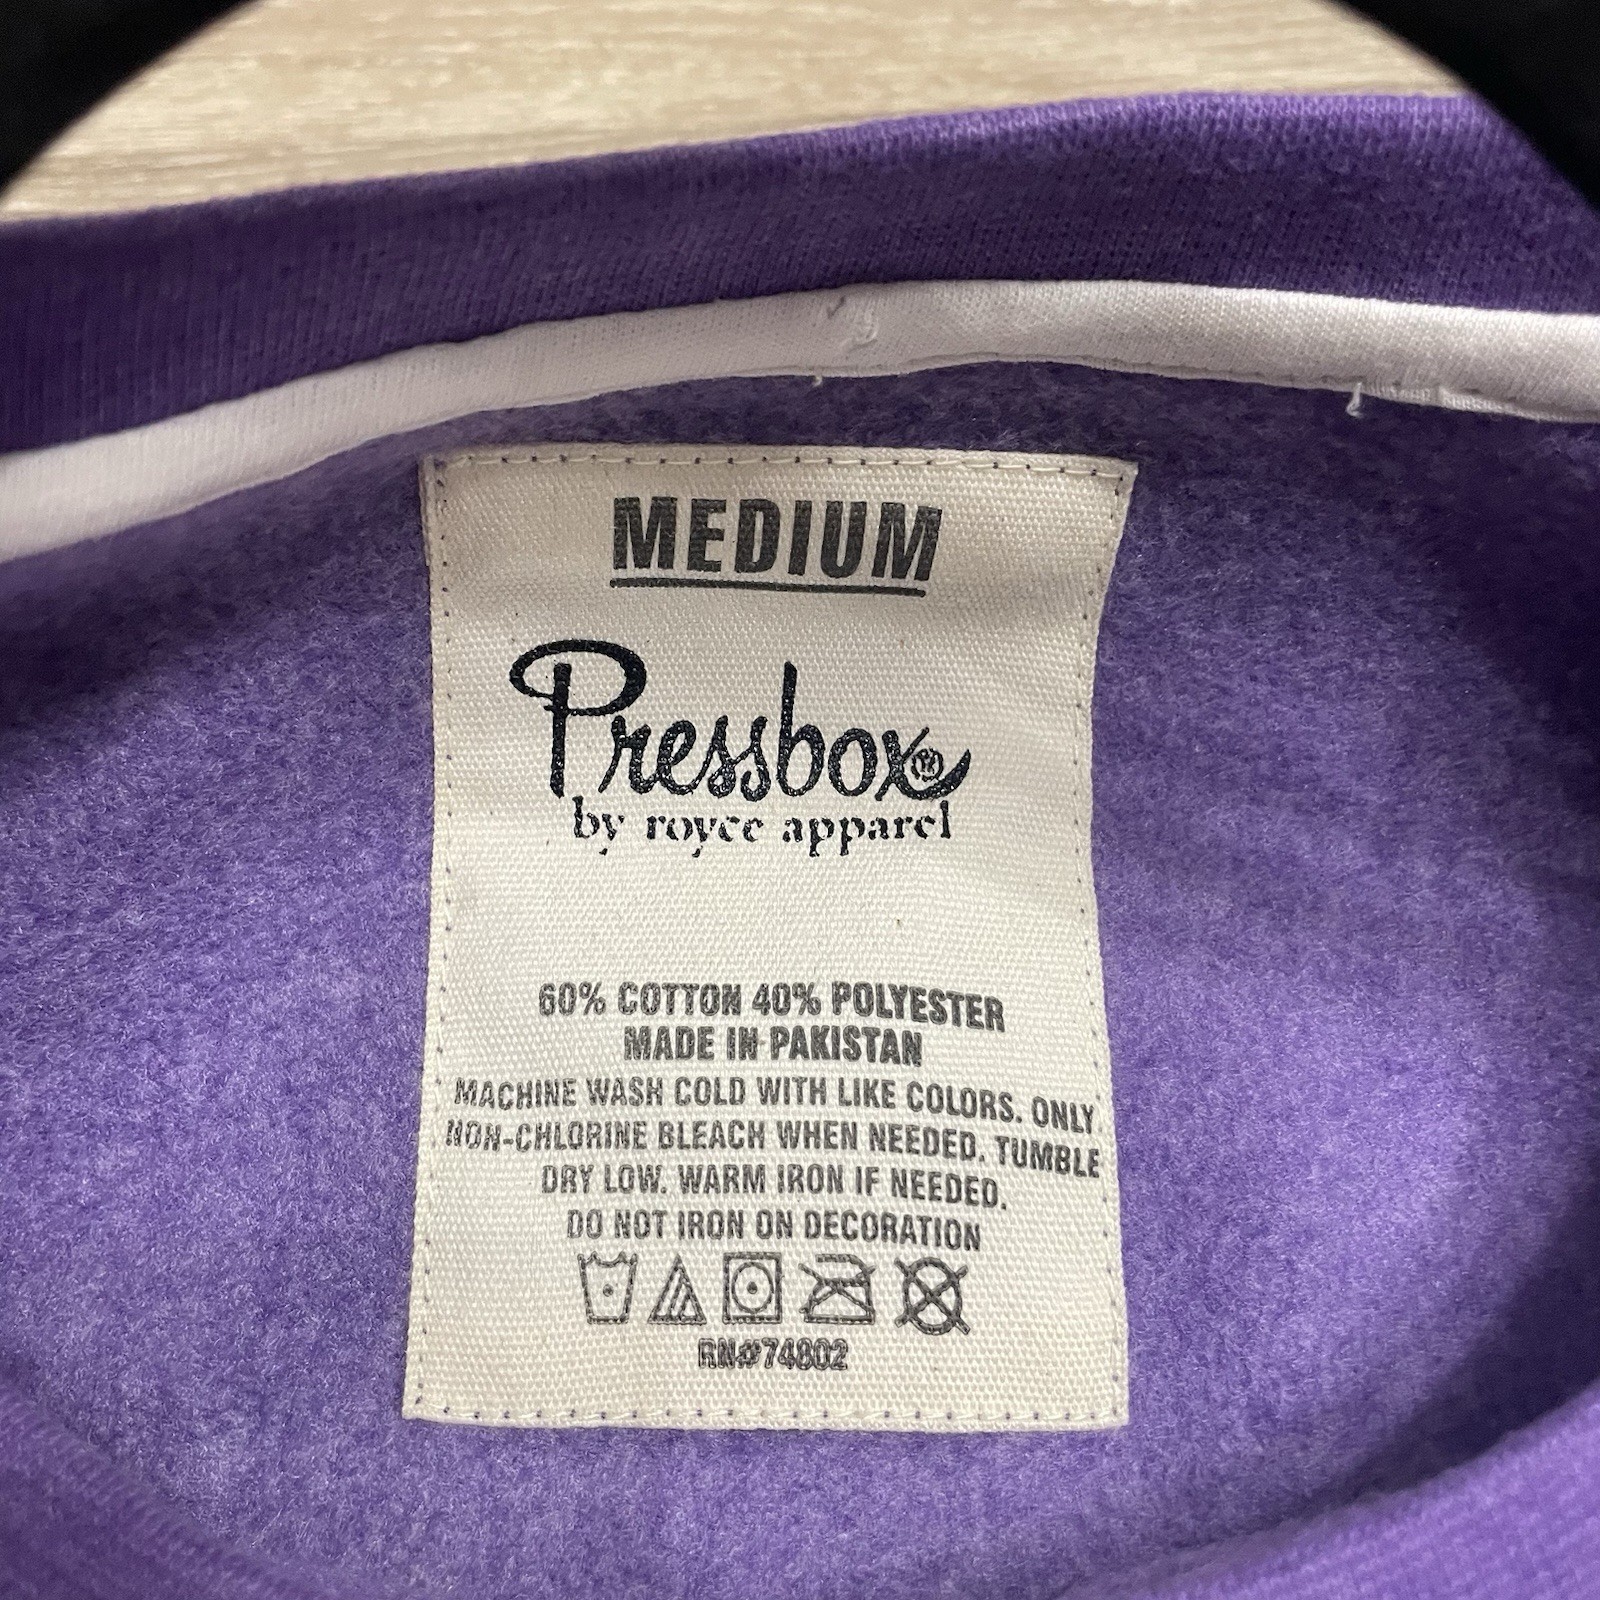 MEDIUM
Pressbox®
by royce apparel
60% COTTON 40% POLYESTER
MADE IN PAKISTAN
MACHINE WASH COLD WITH LIKE COLORS. ONLY
NON-CHLORINE BLEACH WHEN NEEDED. TUMBLE
DRY LOW. WARM IRON IF NEEDED.
DO NOT IRON ON DECORATION
RN#74802